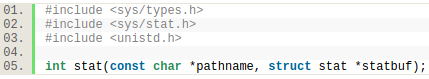 01. #include <sys/types.h>
02. #include <sys/stat.h>
03. #include <unistd.h>
04.
05. int stat(const char *pathname, struct stat *statbuf);